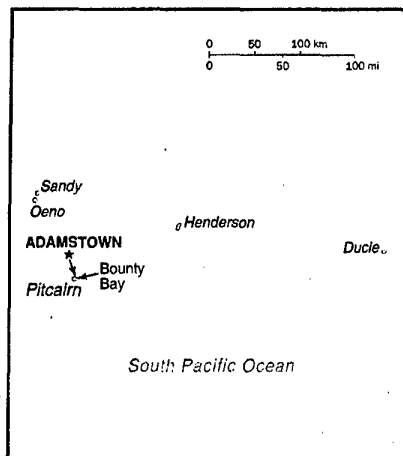 0 50 100 km
0 50 100 mi
Sandy
Oeno
Henderson
ADAMSTOWN
Ducie
Bounty
Bay
Pitcairn
South Pacific Ocean